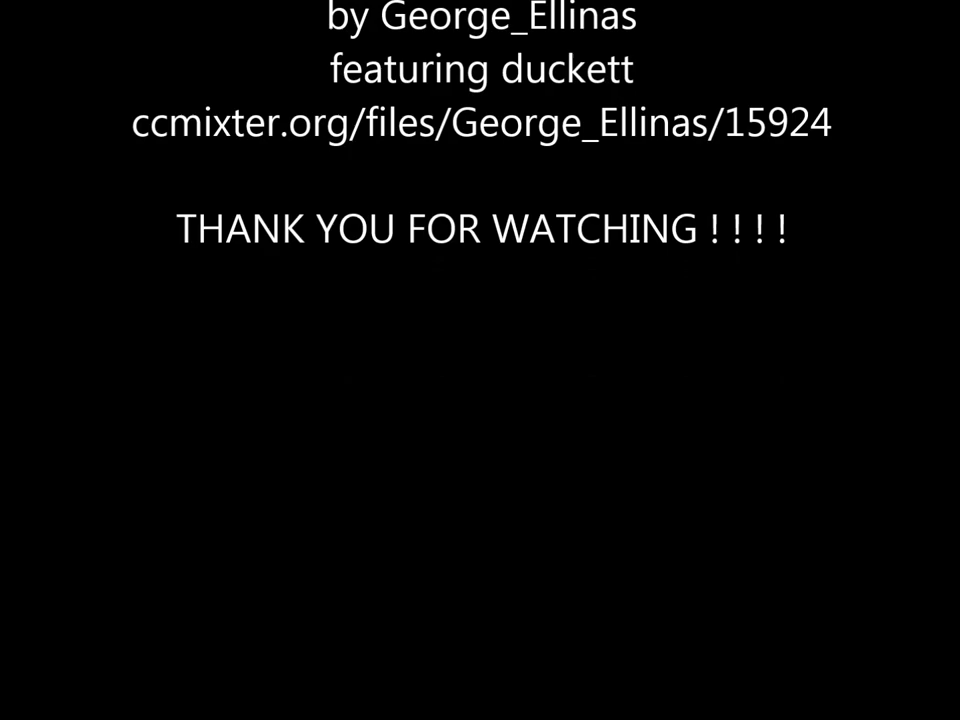 by George_Ellinas
featuring duckett
ccmixter.org/files/George_Ellinas/15924
THANK YOU FOR WATCHING ! ! ! !